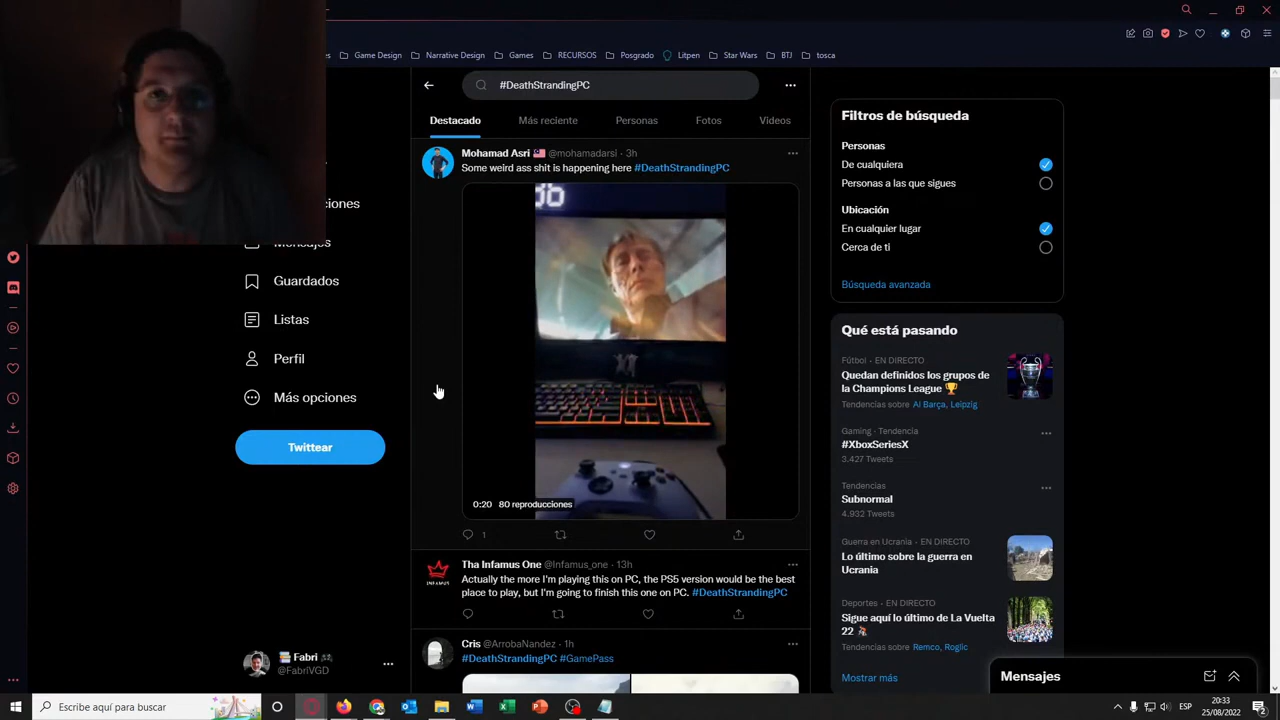 es
Game Design
Narrative Design
Games
RECURSOS
Posgrado
Litpen
Star Wars
BTJ
tosca
#DeathStrandingPC
Destacado
Más reciente
Personas
Fotos
Videos
Mohamad Asri @mohamadarsi · 3h
Some weird ass shit is happening here #DeathStrandingPC
0:20 80 reproducciones
1
Tha Infamus One @Infamus_one · 13h
Actually the more I'm playing this on PC, the PS5 version would be the best
place to play, but I'm going to finish this one on PC. #DeathStrandingPC
INFAMUS
Cris @ArrobaNandez · 1h
#DeathStrandingPC #GamePass
ciones
Mensajes
Guardados
Listas
Perfil
Más opciones
Twittear
Fabri
@FabriVGD
Filtros de búsqueda
Personas
De cualquiera
Personas a las que sigues
Ubicación
En cualquier lugar
Cerca de ti
Búsqueda avanzada
Qué está pasando
Fútbol · EN DIRECTO
Quedan definidos los grupos de
la Champions League
Tendencias sobre Al Barça, Leipzig
Gaming · Tendencia
#XboxSeriesX
3.427 Tweets
Tendencias
Subnormal
4.932 Tweets
Guerra en Ucrania · EN DIRECTO
Lo último sobre la guerra en
Ucrania
Deportes · EN DIRECTO
Sigue aquí lo último de La Vuelta
22
Tendencias sobre Remco, Roglic
Mostrar más
Mensajes
Escribe aquí para buscar
ESP
20:33
25/08/2022